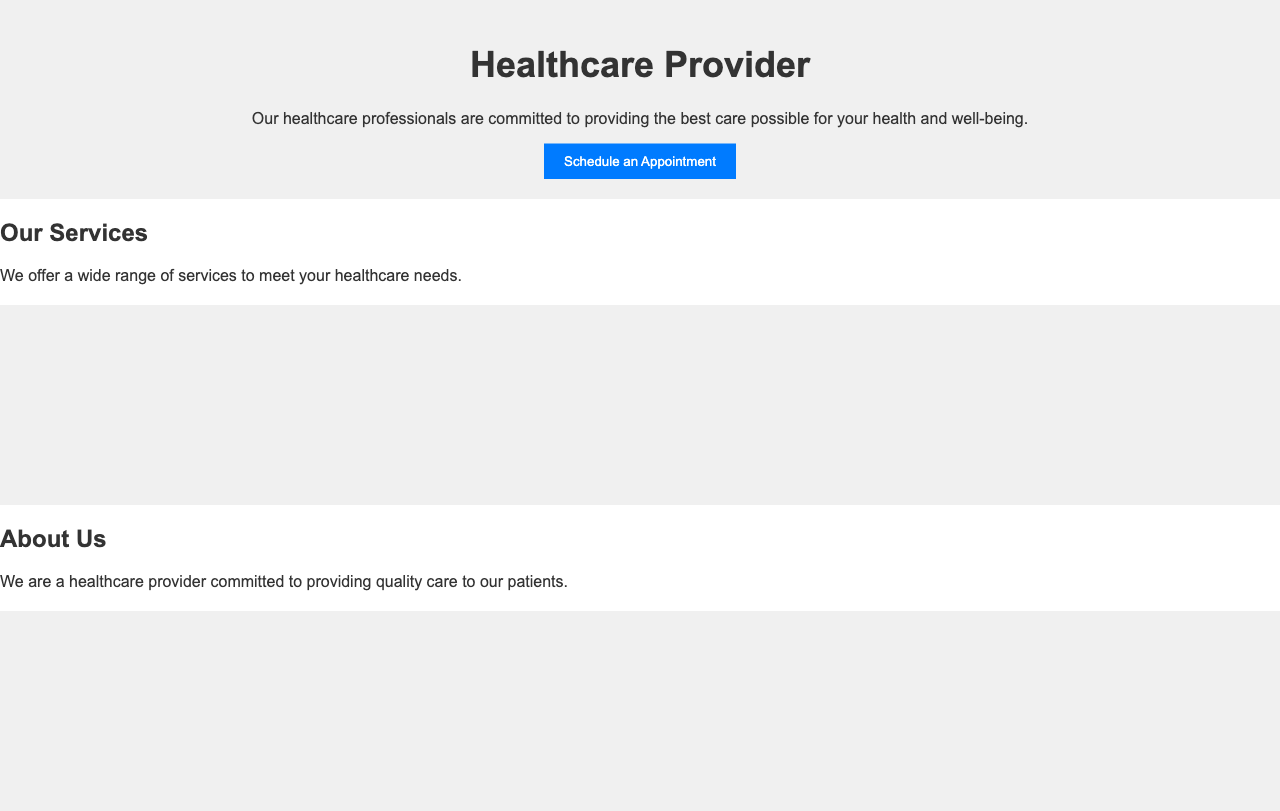 Healthcare Provider
Our healthcare professionals are committed to providing the best care possible for your health and well-being.
Schedule an Appointment
Our Services
We offer a wide range of services to meet your healthcare needs.
About Us
We are a healthcare provider committed to providing quality care to our patients.